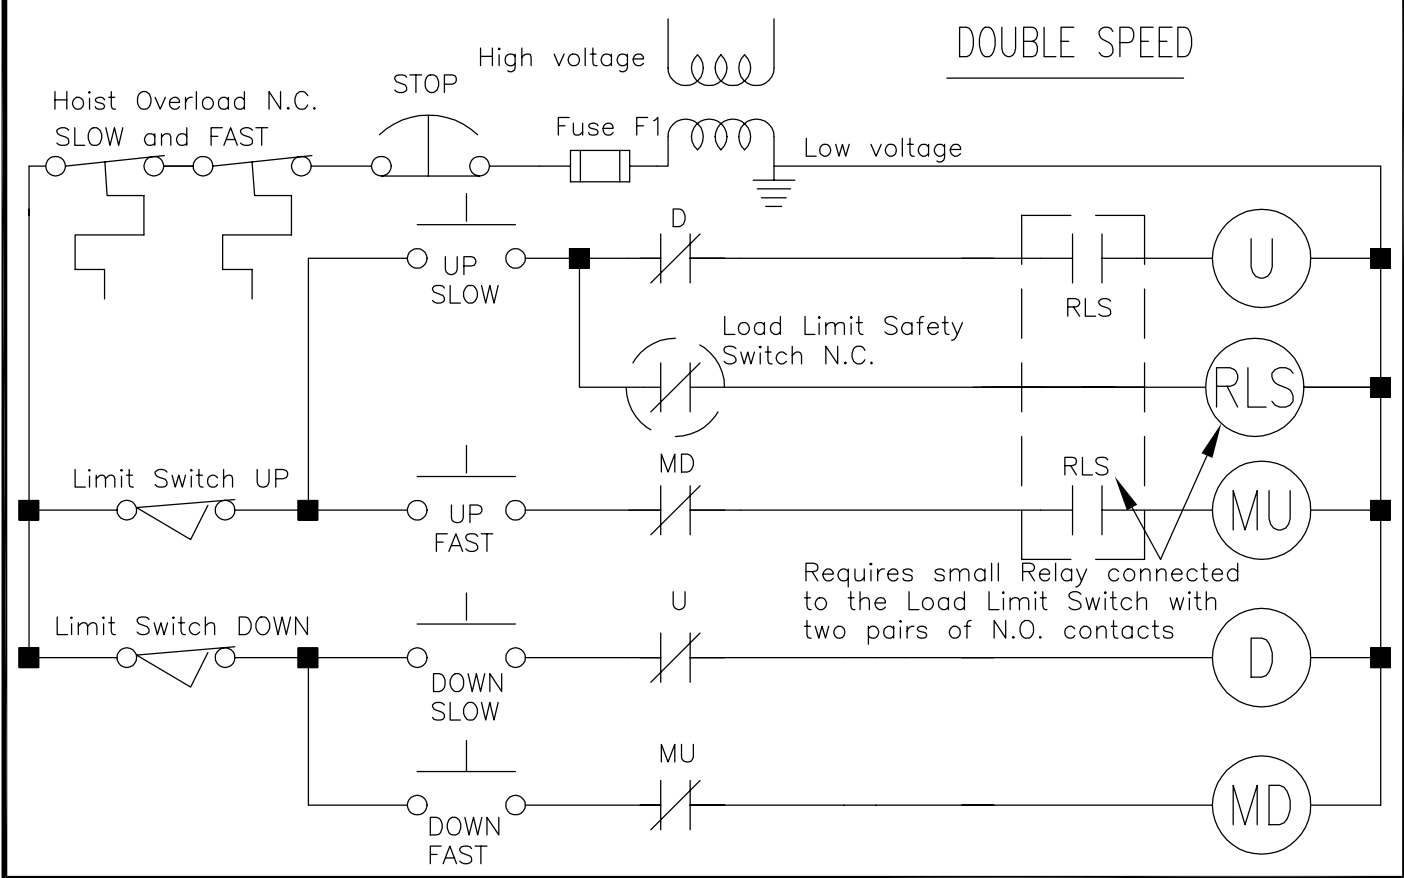 DOUBLE SPEED
High voltage
STOP
Hoist Overload N.C.
SLOW and FAST
Fuse F1
Low voltage
D
UP
SLOW
RLS
U
Load Limit Safety
Switch N.C.
RLS
Limit Switch UP
MD
RLS
UP
FAST
MU
Requires small Relay connected
to the Load Limit Switch with
two pairs of N.O. contacts
Limit Switch DOWN
U
DOWN
SLOW
D
MU
DOWN
FAST
MD